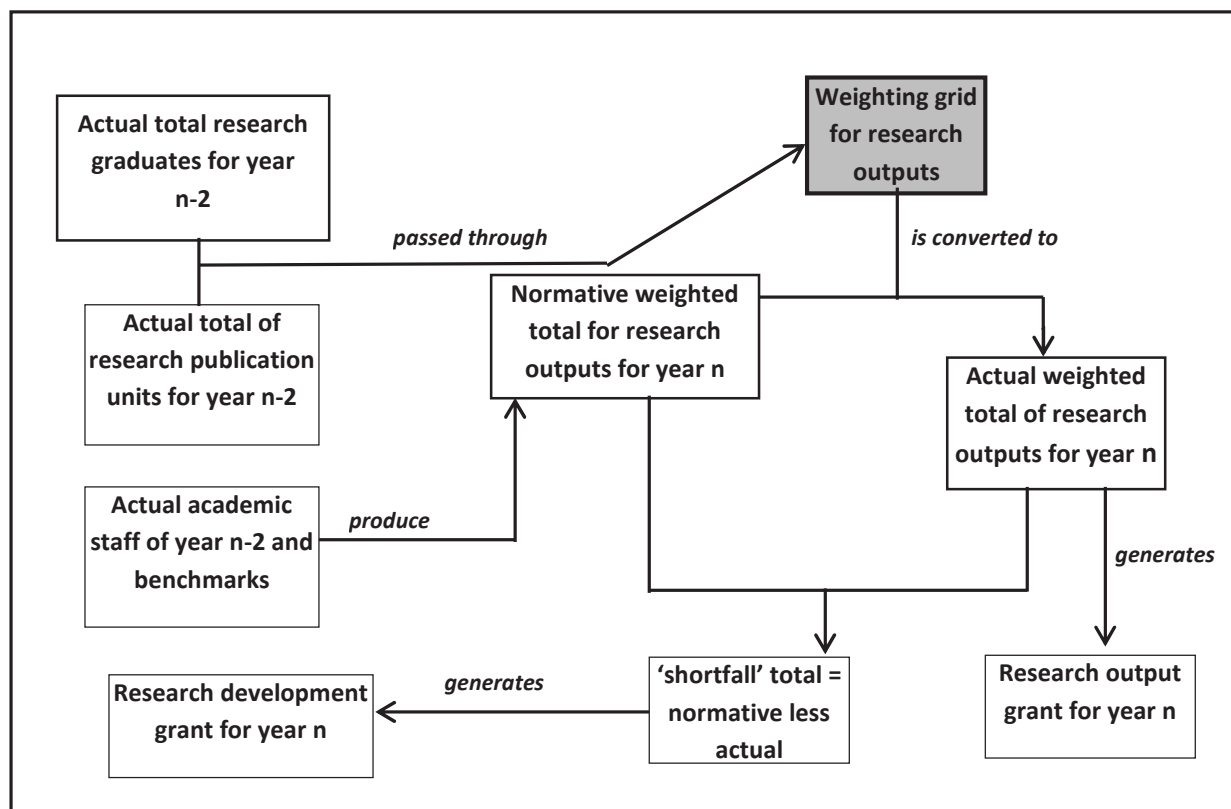 Actual total research
graduates for year
n-2
Weighting grid
for research
outputs
passed through
is converted to
Actual total of
research publication
units for year n-2
Normative weighted
total for research
outputs for year n
Actual weighted
total of research
outputs for year n
Actual academic
staff of year n-2 and
benchmarks
produce
generates
Research development
grant for year n
generates
‘shortfall’ total =
normative less
actual
Research output
grant for year n